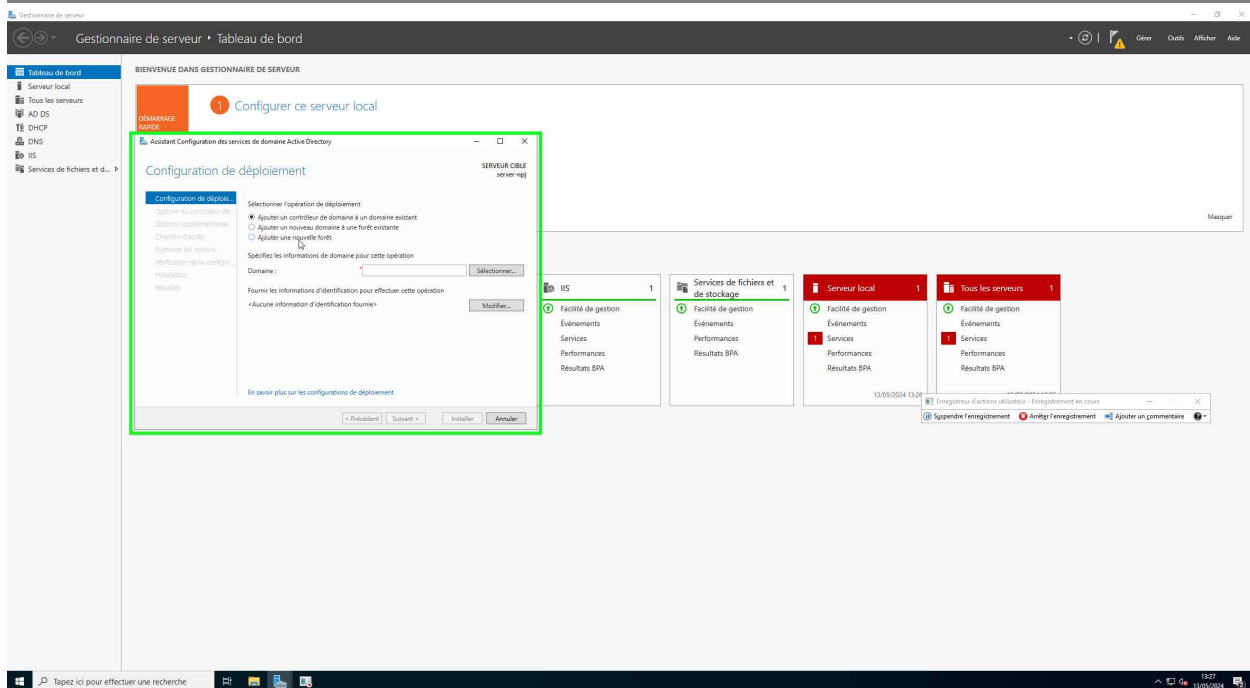 Gestionnaire de serveur
Gestionnaire de serveur • Tableau de bord
Gérer Outils Afficher Aide
Tableau de bord
Serveur local
Tous les serveurs
AD DS
DHCP
DNS
IIS
Services de fichiers et d...
BIENVENUE DANS GESTIONNAIRE DE SERVEUR
DÉMARRAGE
RAPIDE
1 Configurer ce serveur local
Masquer
Assistant Configuration des services de domaine Active Directory
Configuration de déploiement
SERVEUR CIBLE
server-npj
Configuration de déploie...
Options du contrôleur de...
Options supplémentaires
Chemins d'accès
Examiner les options
Vérification de la configur...
Installation
Résultats
Sélectionner l'opération de déploiement
Ajouter un contrôleur de domaine à un domaine existant
Ajouter un nouveau domaine à une forêt existante
Ajouter une nouvelle forêt
Spécifiez les informations de domaine pour cette opération
Domaine : * Sélectionner...
Fournir les informations d'identification pour effectuer cette opération
<Aucune information d'identification fournie> Modifier...
En savoir plus sur les configurations de déploiement
< Précédent Suivant > Installer Annuler
IIS 1
Facilité de gestion
Événements
Services
Performances
Résultats BPA
Services de fichiers et de stockage 1
Facilité de gestion
Événements
Services
Performances
Résultats BPA
Serveur local 1
Facilité de gestion
Événements
1 Services
Performances
Résultats BPA
13/05/2024 13:26
Tous les serveurs 1
Facilité de gestion
Événements
1 Services
Performances
Résultats BPA
Enregistreur d'actions utilisateur - Enregistrement en cours
Suspendre l'enregistrement Arrêter l'enregistrement Ajouter un commentaire
Tapez ici pour effectuer une recherche
13:27
13/05/2024